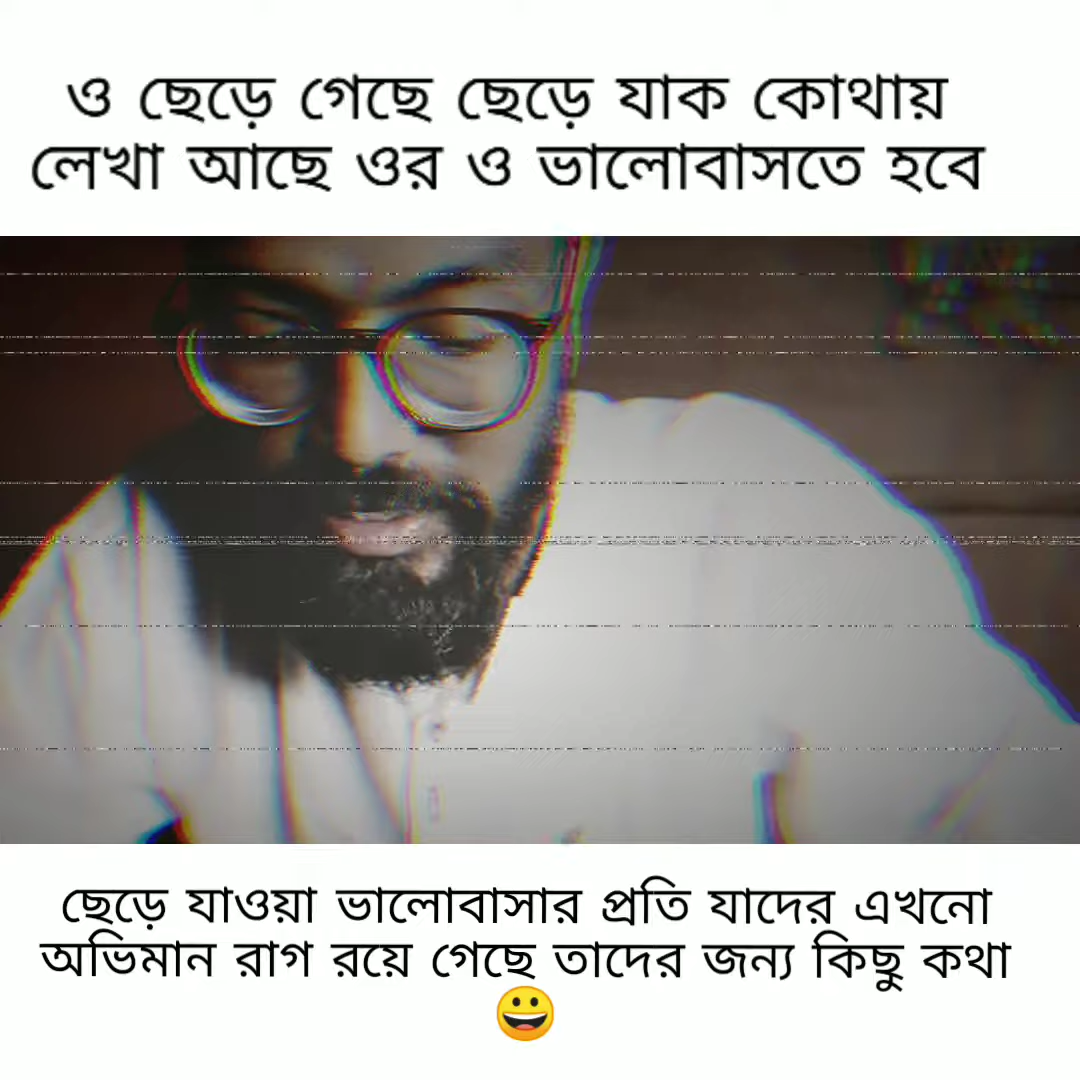 ও ছেড়ে গেছে ছেড়ে যাক কোথায়
লেখা আছে ওর ও ভালোবাসতে হবে
ছেড়ে যাওয়া ভালোবাসার প্রতি যাদের এখনো
অভিমান রাগ রয়ে গেছে তাদের জন্য কিছু কথা
😀